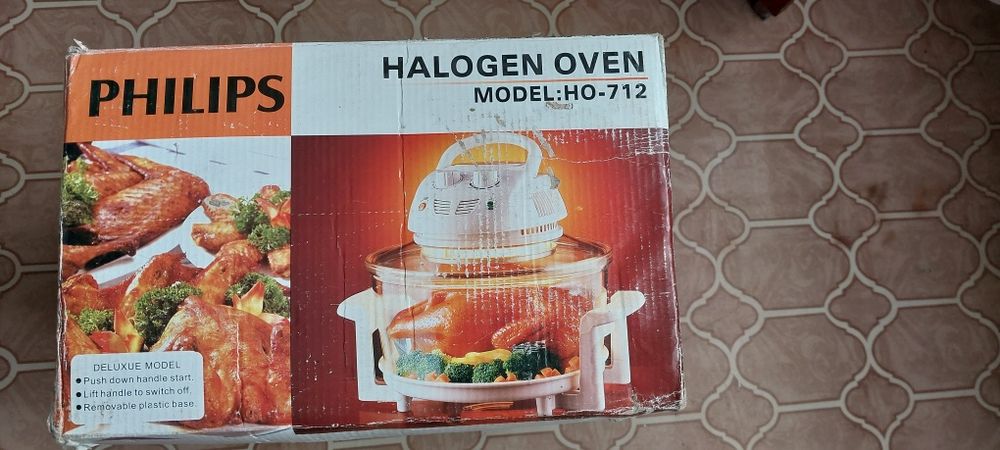 PHILIPS
HALOGEN OVEN
MODEL:HO-712
DELUXUE MODEL
● Push down handle start.
● Lift handle to switch off.
● Removable plastic base.